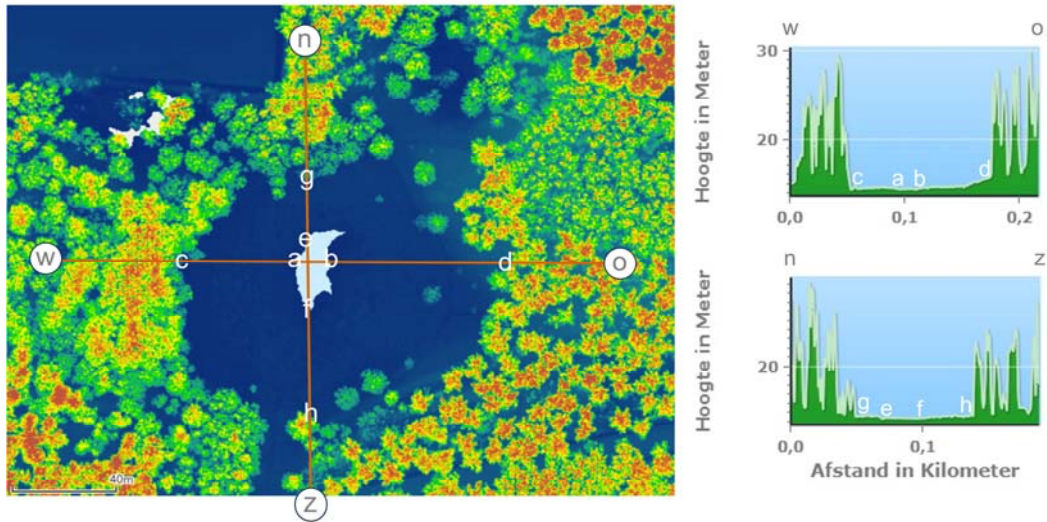 n
g
e
w
c
a
b
d
o
f
h
40m
z
w
o
Hoogte in Meter
30
20
c
a
b
d
0,0
0,1
0,2
n
z
Hoogte in Meter
20
g
e
f
h
0,0
0,1
Afstand in Kilometer